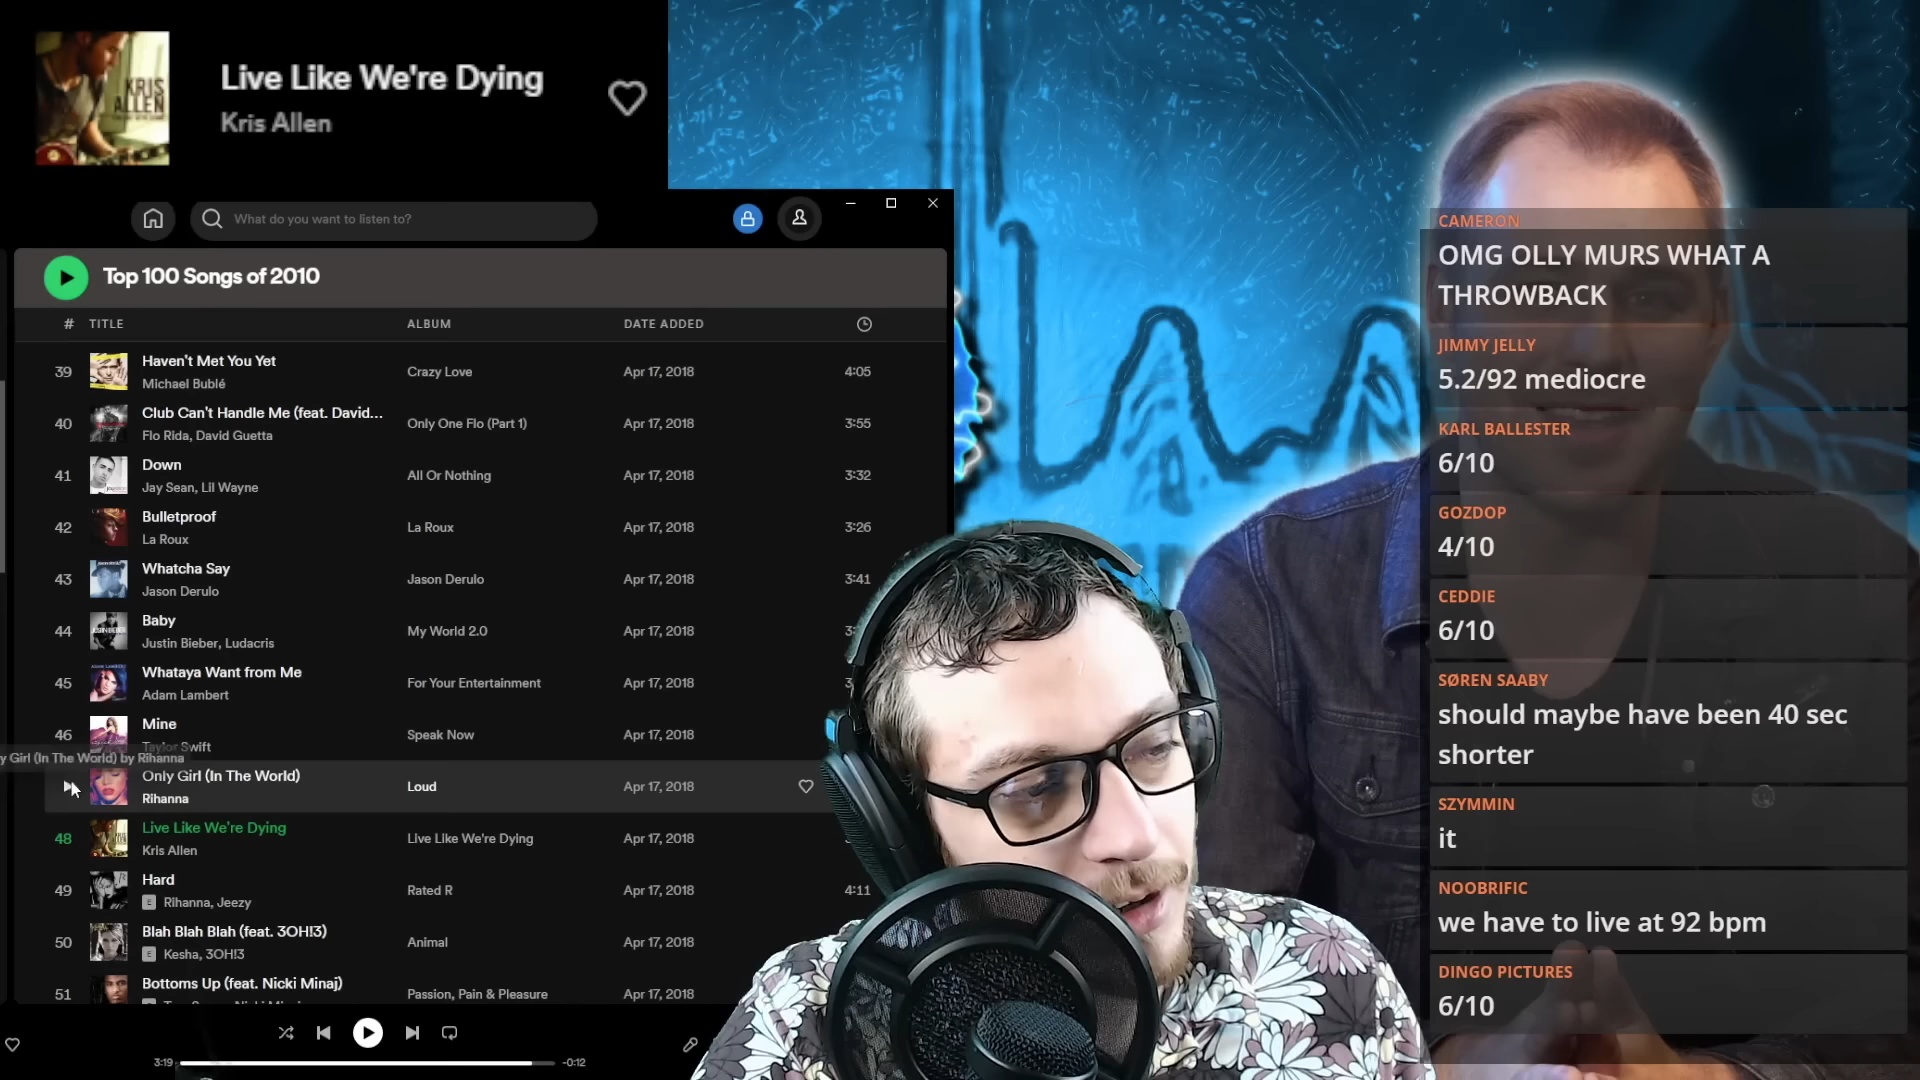 KRIS
ALLEN
Live Like We're Dying
Kris Allen
What do you want to listen to?
Top 100 Songs of 2010
# TITLE ALBUM DATE ADDED
39 Haven't Met You Yet Crazy Love Apr 17, 2018 4:05
Michael Bublé
40 Club Can't Handle Me (feat. David... Only One Flo (Part 1) Apr 17, 2018 3:55
Flo Rida, David Guetta
41 Down All Or Nothing Apr 17, 2018 3:32
Jay Sean, Lil Wayne
42 Bulletproof La Roux Apr 17, 2018 3:26
La Roux
43 Whatcha Say Jason Derulo Apr 17, 2018 3:41
Jason Derulo
44 Baby My World 2.0 Apr 17, 2018
Justin Bieber, Ludacris
45 Whataya Want from Me For Your Entertainment Apr 17, 2018
Adam Lambert
46 Mine Speak Now Apr 17, 2018
Taylor Swift
y Girl (In The World) by Rihanna
Only Girl (In The World) Loud Apr 17, 2018
Rihanna
48 Live Like We're Dying Live Like We're Dying Apr 17, 2018
Kris Allen
49 Hard Rated R Apr 17, 2018 4:11
E Rihanna, Jeezy
50 Blah Blah Blah (feat. 3OH!3) Animal Apr 17, 2018
E Kesha, 3OH!3
51 Bottoms Up (feat. Nicki Minaj) Passion, Pain & Pleasure Apr 17, 2018
3:19 -0:12
CAMERON
OMG OLLY MURS WHAT A
THROWBACK
JIMMY JELLY
5.2/92 mediocre
KARL BALLESTER
6/10
GOZDOP
4/10
CEDDIE
6/10
SØREN SAABY
should maybe have been 40 sec
shorter
SZYMMIN
it
NOOBRIFIC
we have to live at 92 bpm
DINGO PICTURES
6/10